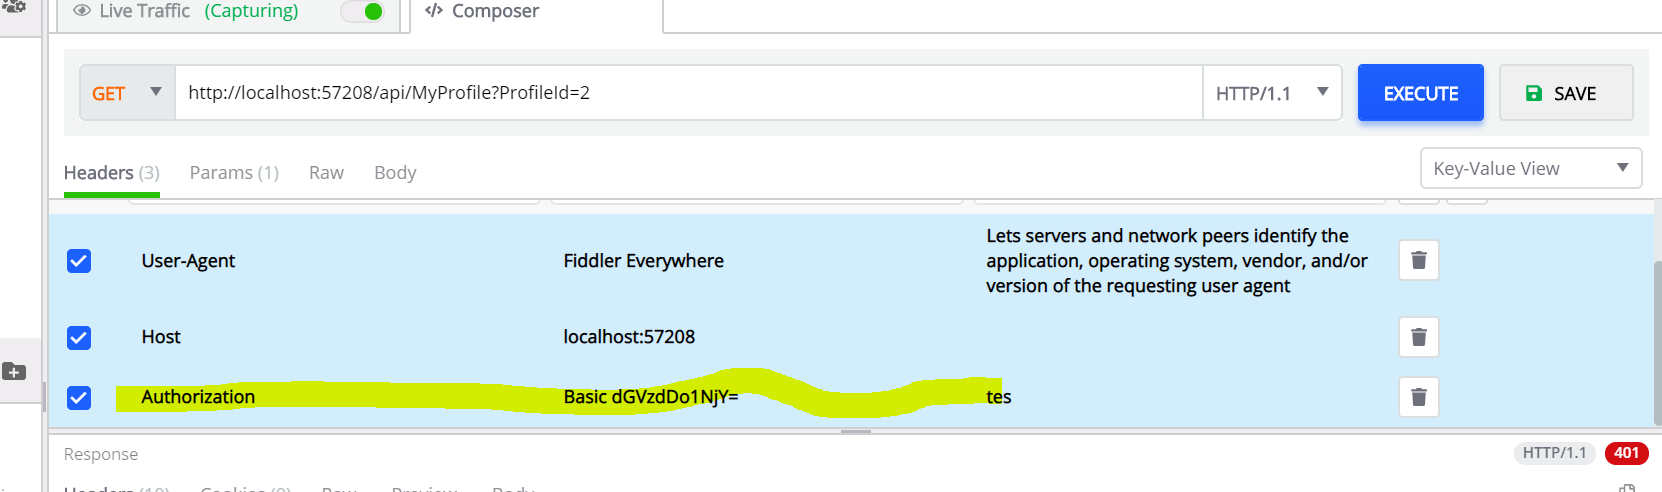 Live Traffic (Capturing)
</> Composer
GET http://localhost:57208/api/MyProfile?ProfileId=2 HTTP/1.1 EXECUTE SAVE
Headers (3) Params (1) Raw Body Key-Value View
User-Agent Fiddler Everywhere Lets servers and network peers identify the
application, operating system, vendor, and/or
version of the requesting user agent
Host localhost:57208
Authorization Basic dGVzdDo1NjY= tes
Response HTTP/1.1 401
Headers (10) Cookies (0) Raw Preview Body